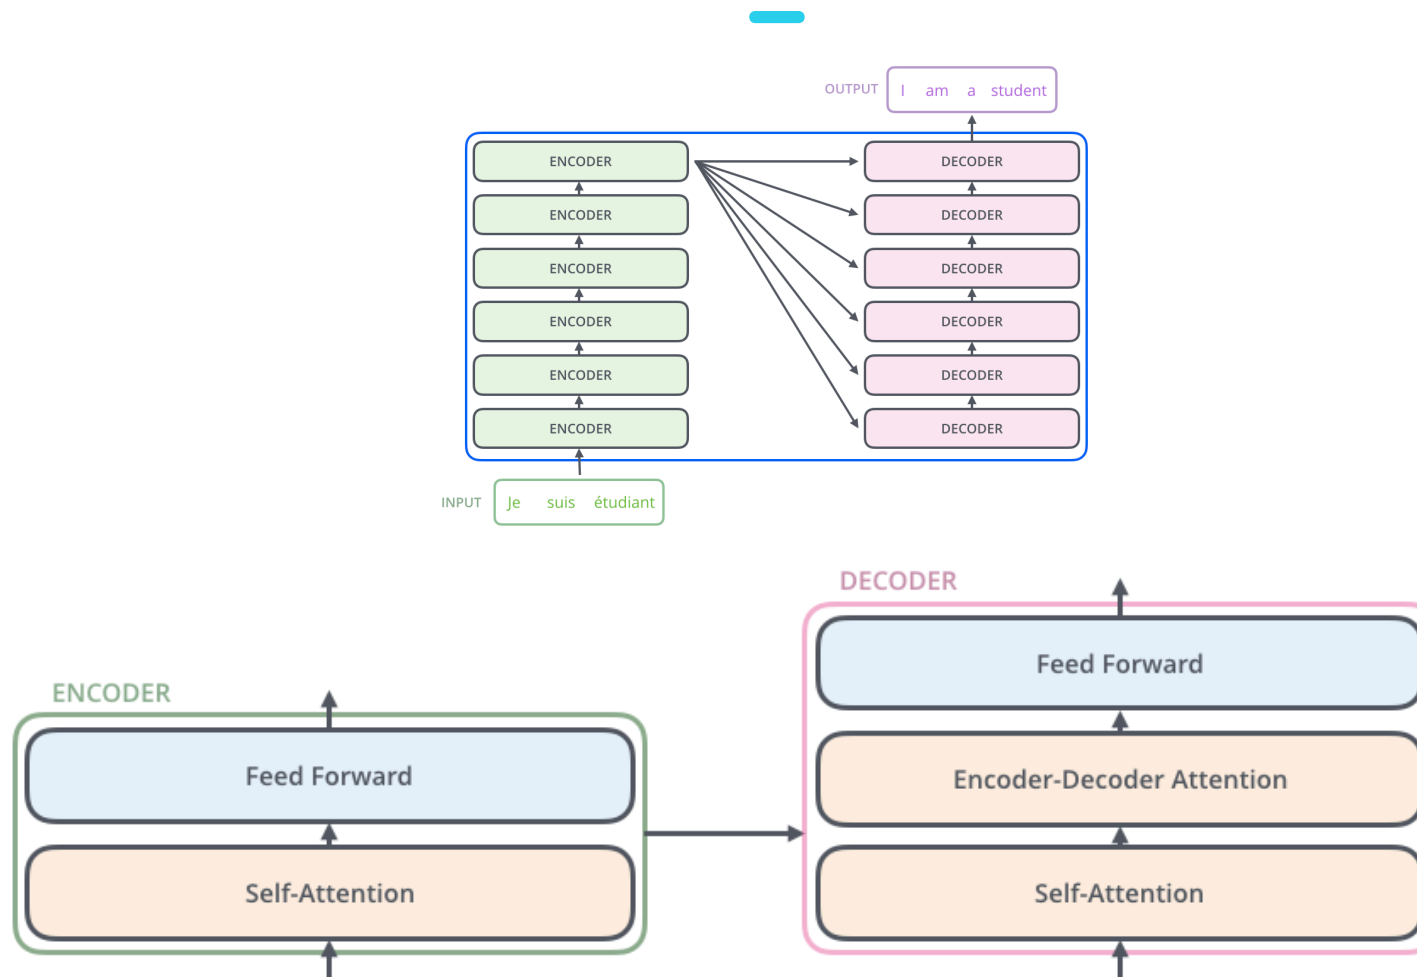 OUTPUT I am a student
ENCODER DECODER
ENCODER DECODER
ENCODER DECODER
ENCODER DECODER
ENCODER DECODER
ENCODER DECODER
INPUT Je suis étudiant
DECODER
Feed Forward
Encoder-Decoder Attention
Self-Attention
ENCODER
Feed Forward
Self-Attention